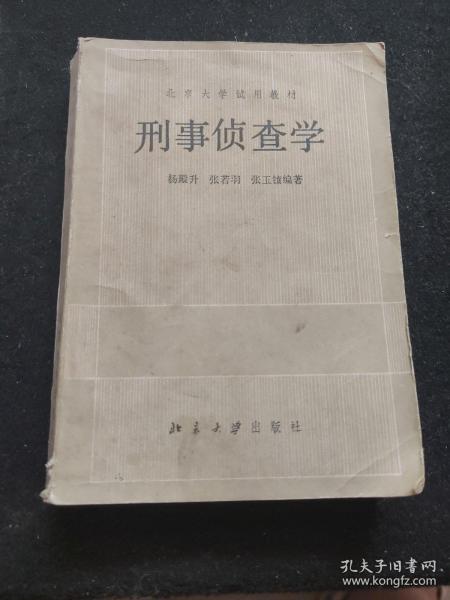 北京大学试用教材
刑事侦查学
杨殿升 张若羽 张玉镶编著
北京大学出版社
孔夫子旧书网
www.kongfz.com